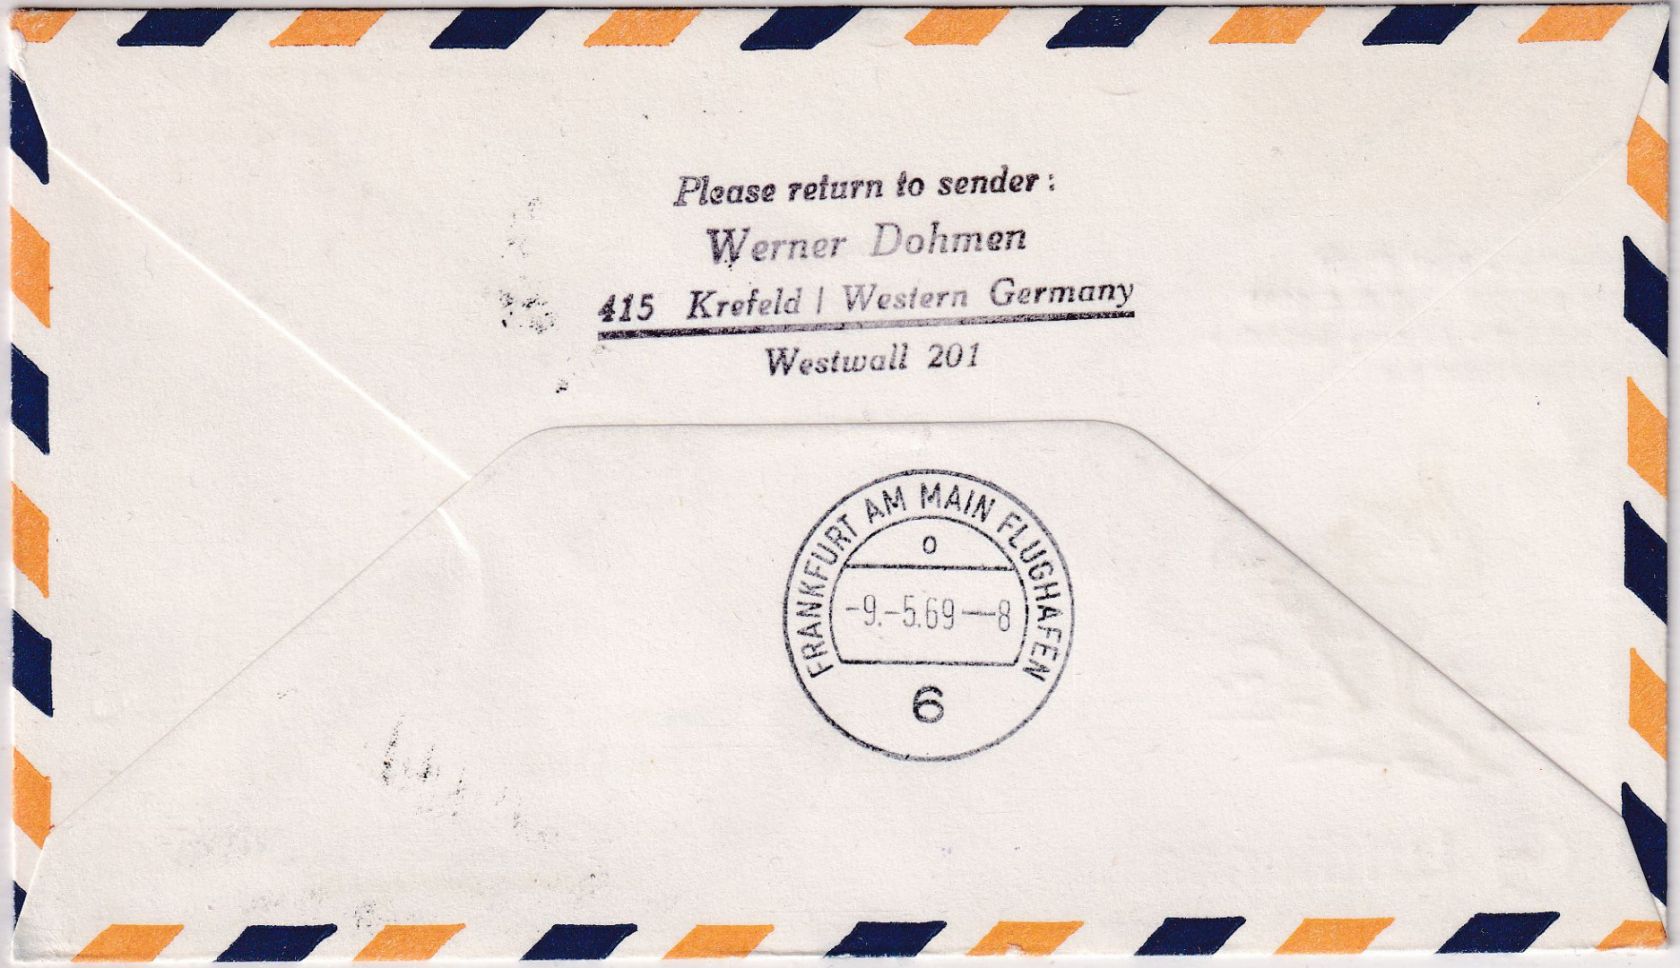 Please return to sender:
Werner Dohmen
415 Krefeld | Western Germany
Westwall 201
FRANKFURT AM MAIN FLUGHAFEN
o
-9.-5.69—8
6